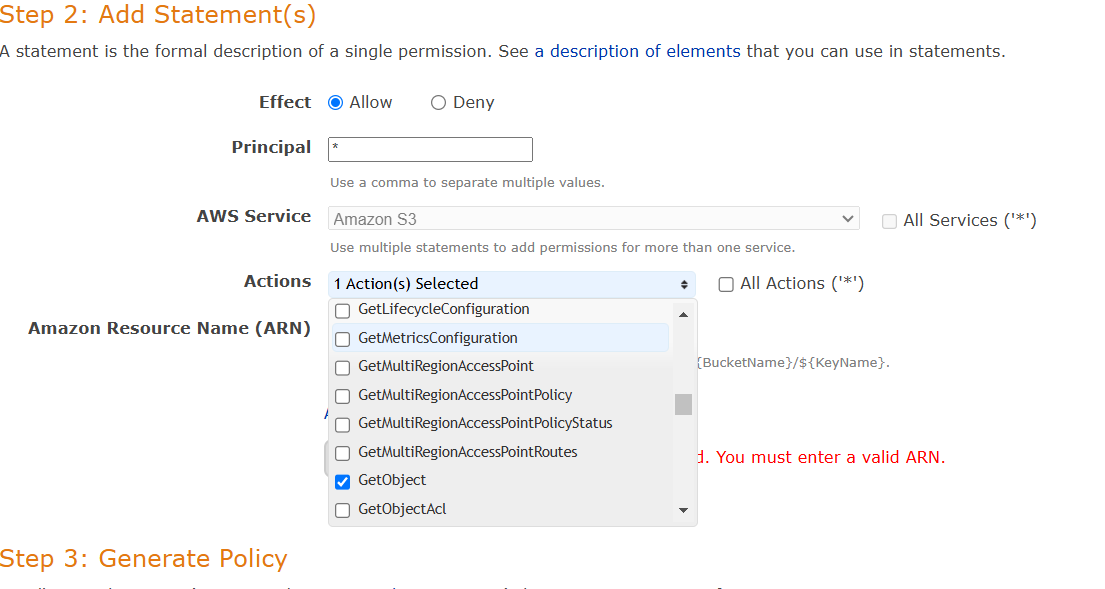 Step 2: Add Statement(s)
A statement is the formal description of a single permission. See a description of elements that you can use in statements.
Effect Allow Deny
Principal *
Use a comma to separate multiple values.
AWS Service Amazon S3 All Services ('*')
Use multiple statements to add permissions for more than one service.
Actions 1 Action(s) Selected All Actions ('*')
GetLifecycleConfiguration
Amazon Resource Name (ARN)
GetMetricsConfiguration
{BucketName}/${KeyName}.
GetMultiRegionAccessPoint
GetMultiRegionAccessPointPolicy
GetMultiRegionAccessPointPolicyStatus
GetMultiRegionAccessPointRoutes
You must enter a valid ARN.
GetObject
GetObjectAcl
Step 3: Generate Policy